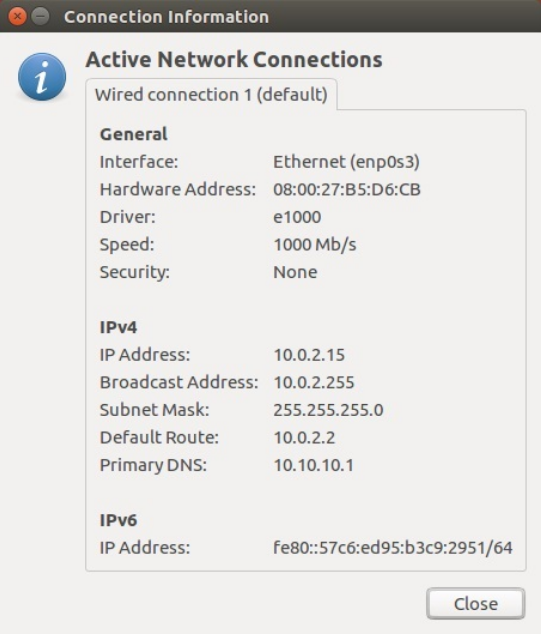 Connection Information
Active Network Connections
Wired connection 1 (default)
General
Interface: Ethernet (enp0s3)
Hardware Address: 08:00:27:B5:D6:CB
Driver: e1000
Speed: 1000 Mb/s
Security: None
IPv4
IP Address: 10.0.2.15
Broadcast Address: 10.0.2.255
Subnet Mask: 255.255.255.0
Default Route: 10.0.2.2
Primary DNS: 10.10.10.1
IPv6
IP Address: fe80::57c6:ed95:b3c9:2951/64
Close